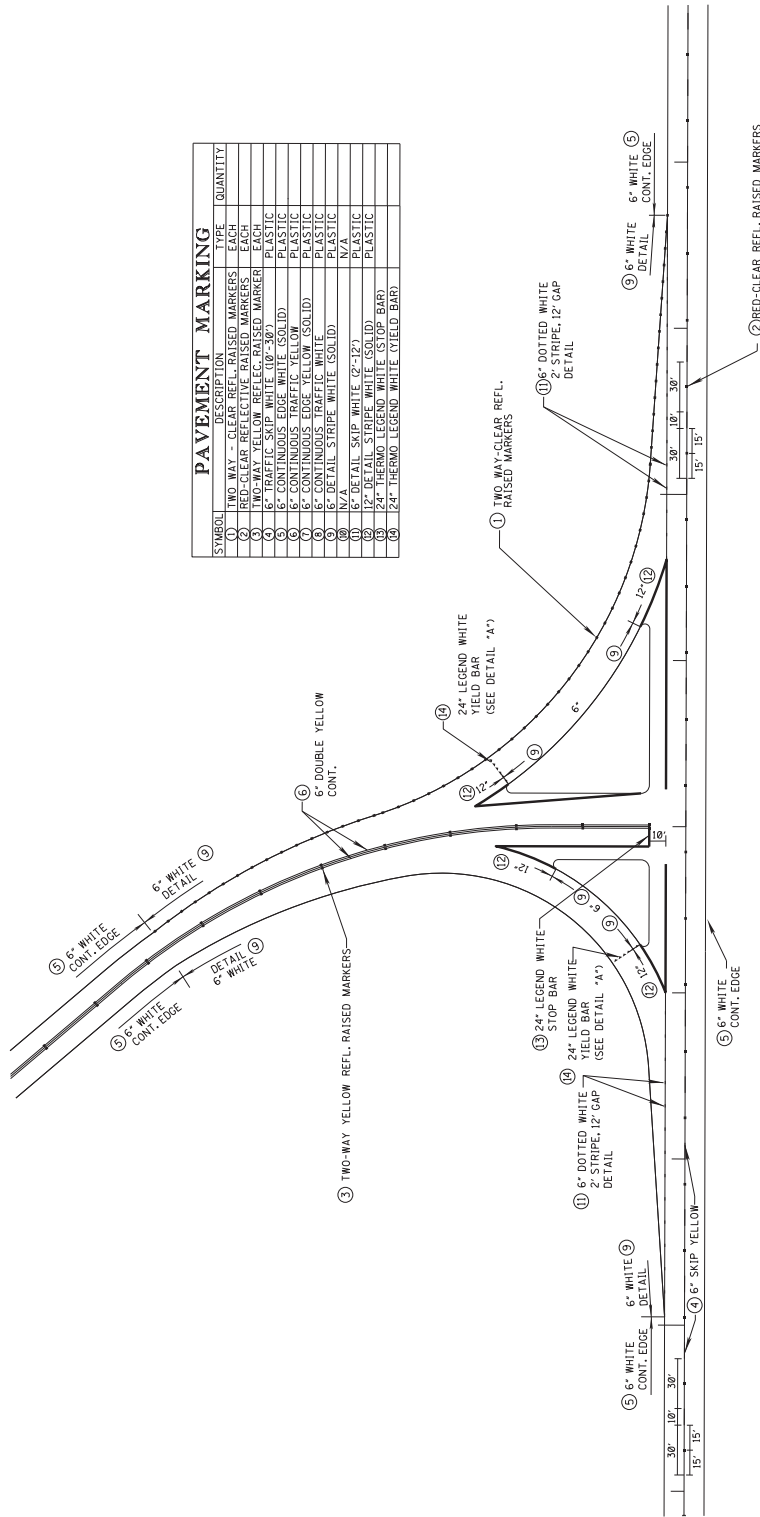 PAVEMENT MARKING
SYMBOL DESCRIPTION TYPE QUANTITY
1 TWO WAY - CLEAR REFL. RAISED MARKERS EACH
2 RED-CLEAR REFLECTIVE RAISED MARKERS EACH
3 TWO-WAY YELLOW REFLEC. RAISED MARKER EACH
4 6" TRAFFIC SKIP WHITE (10'-30') PLASTIC
5 6" CONTINUOUS EDGE WHITE (SOLID) PLASTIC
6 6" CONTINUOUS TRAFFIC YELLOW PLASTIC
7 6" CONTINUOUS EDGE YELLOW (SOLID) PLASTIC
8 6" CONTINUOUS TRAFFIC WHITE PLASTIC
9 6" DETAIL STRIPE WHITE (SOLID) PLASTIC
10 N/A N/A
11 6" DETAIL SKIP WHITE (2'-12') PLASTIC
12 12" DETAIL STRIPE WHITE (SOLID) PLASTIC
13 24" THERMO LEGEND WHITE (STOP BAR)
14 24" THERMO LEGEND WHITE (YIELD BAR)
5 6" WHITE
CONT. EDGE
6" WHITE 9
DETAIL
5 6" WHITE
CONT. EDGE
DETAIL 9
6" WHITE
6
6" DOUBLE YELLOW
CONT.
3 TWO-WAY YELLOW REFL. RAISED MARKERS
14
24" LEGEND WHITE
YIELD BAR
(SEE DETAIL "A")
1 TWO WAY-CLEAR REFL.
RAISED MARKERS
11 6" DOTTED WHITE
2' STRIPE, 12' GAP
DETAIL
9 6" WHITE
DETAIL
6" WHITE 5
CONT. EDGE
12 12" 9
6"
9 12" 12
12
12"
9
6"
9
12"
12
10'
13 24" LEGEND WHITE
STOP BAR
14 24" LEGEND WHITE
YIELD BAR
(SEE DETAIL "A")
11 6" DOTTED WHITE
2' STRIPE, 12' GAP
DETAIL
5 6" WHITE
CONT. EDGE
6" WHITE 9
DETAIL
4 6" SKIP YELLOW
5 6" WHITE
CONT. EDGE
30' 10' 30'
15' 15'
30' 10' 30'
15' 15'
2 RED-CLEAR REFL. RAISED MARKERS